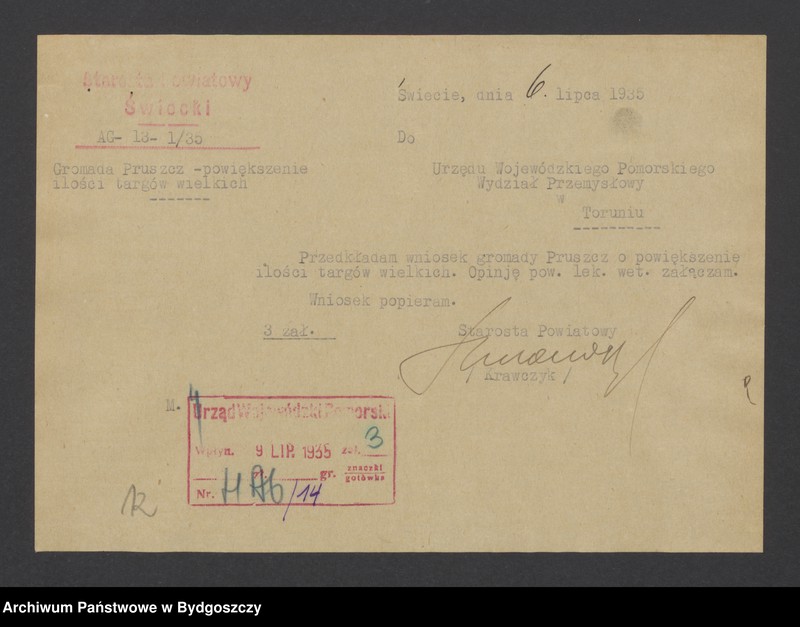 Starosta Powiatowy
Świecki
AG- 13- 1/35
Gromada Pruszcz -powiększenie
ilości targów wielkich
-------
Świecie, dnia 6. lipca 1935
Do
Urzędu Wojewódzkiego Pomorskiego
Wydział Przemysłowy
w
Toruniu
----------
Przedkładam wniosek gromady Pruszcz o powiększenie
ilości targów wielkich. Opinję pow. lek. wet. załączam.
Wniosek popieram.
3 zał.
Starosta Powiatowy
/ Krawczyk /
M.
Urząd Wojewódzki Pomorski
Wpłyn. 9 LIP. 1935 zał. 3
zł. gr. znaczki
gotówka
Nr. /14
Archiwum Państwowe w Bydgoszczy